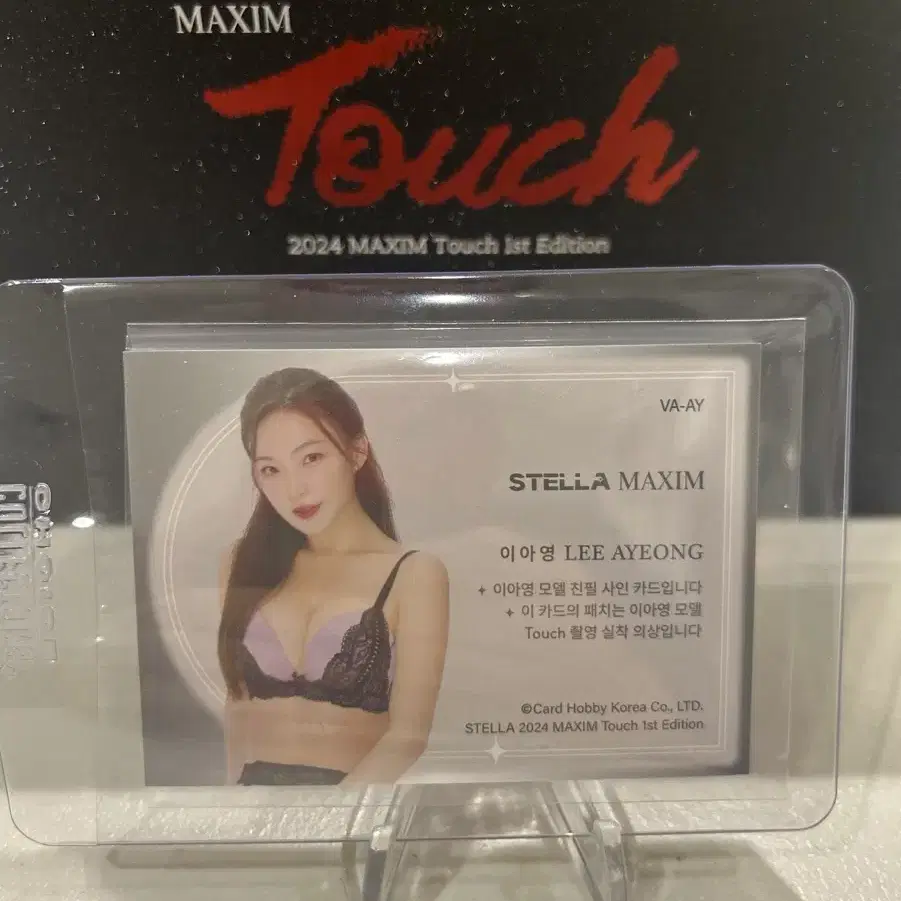 MAXIM
Touch
2024 MAXIM Touch 1st Edition
VA-AY
STELLA MAXIM
이아영 LEE AYEONG
이아영 모델 친필 사인 카드입니다
이 카드의 패치는 이아영 모델
Touch 촬영 실착 의상입니다
©Card Hobby Korea Co., LTD.
STELLA 2024 MAXIM Touch 1st Edition